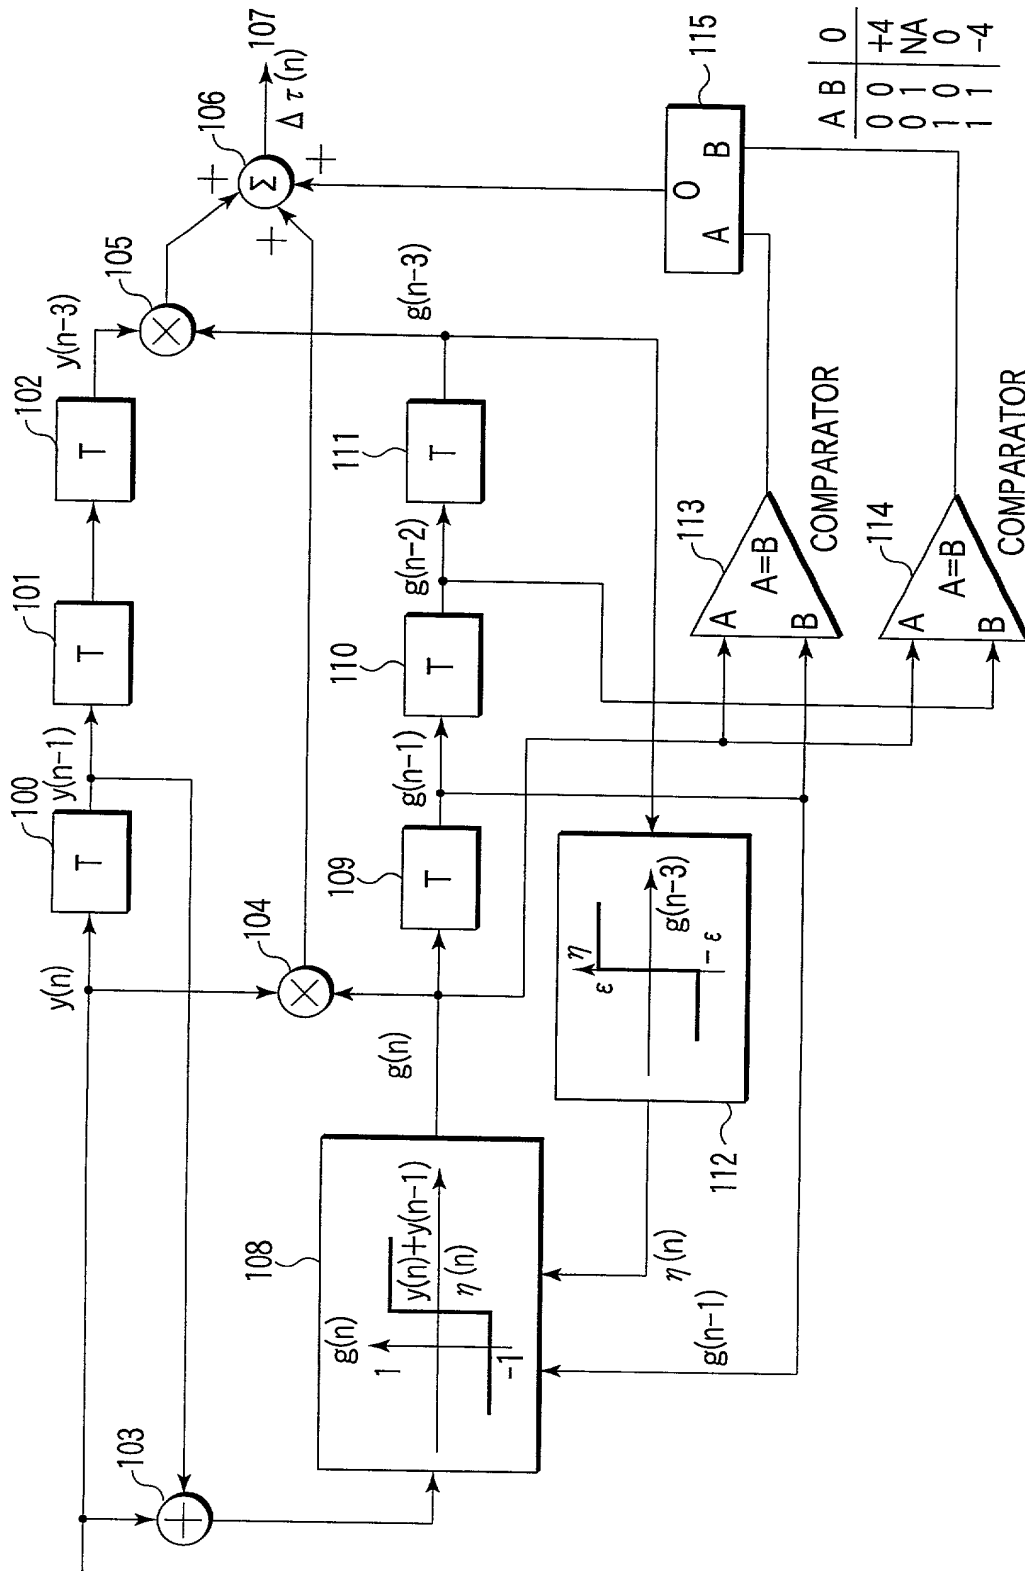 y(n)
100
T
y(n-1)
101
T
102
T
y(n-3)
105
×
106
Σ
+
+
+
107
Δτ(n)
103
+
104
×
108
g(n)
1
-1
y(n)+y(n-1)
η(n)
g(n)
109
T
g(n-1)
110
T
g(n-2)
111
T
g(n-3)
112
η
ε
-ε
g(n-3)
η(n)
g(n-1)
113
A
B
A=B
COMPARATOR
114
A
B
A=B
COMPARATOR
115
A
B
O
A B O
0 0 +4
0 1 NA
1 0 0
1 1 -4